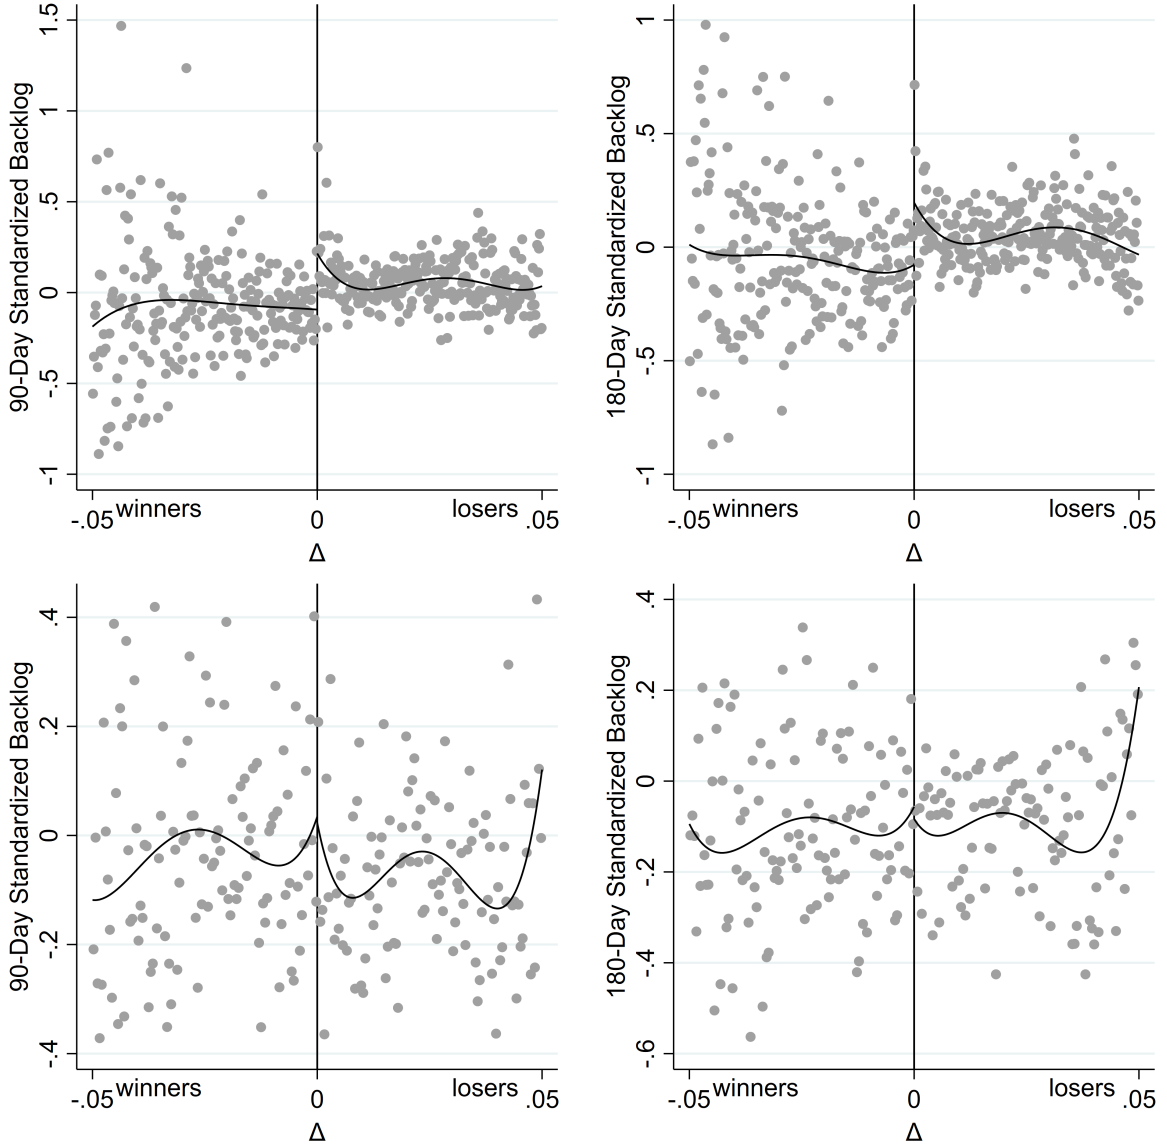 90-Day Standardized Backlog
1.5
1
.5
0
-.5
-1
-.05
winners
0
losers
.05
Δ
180-Day Standardized Backlog
1
.5
0
-.5
-1
-.05
winners
0
losers
.05
Δ
90-Day Standardized Backlog
.4
.2
0
-.2
-.4
-.05
winners
0
losers
.05
Δ
180-Day Standardized Backlog
.4
.2
0
-.2
-.4
-.6
-.05
winners
0
losers
.05
Δ